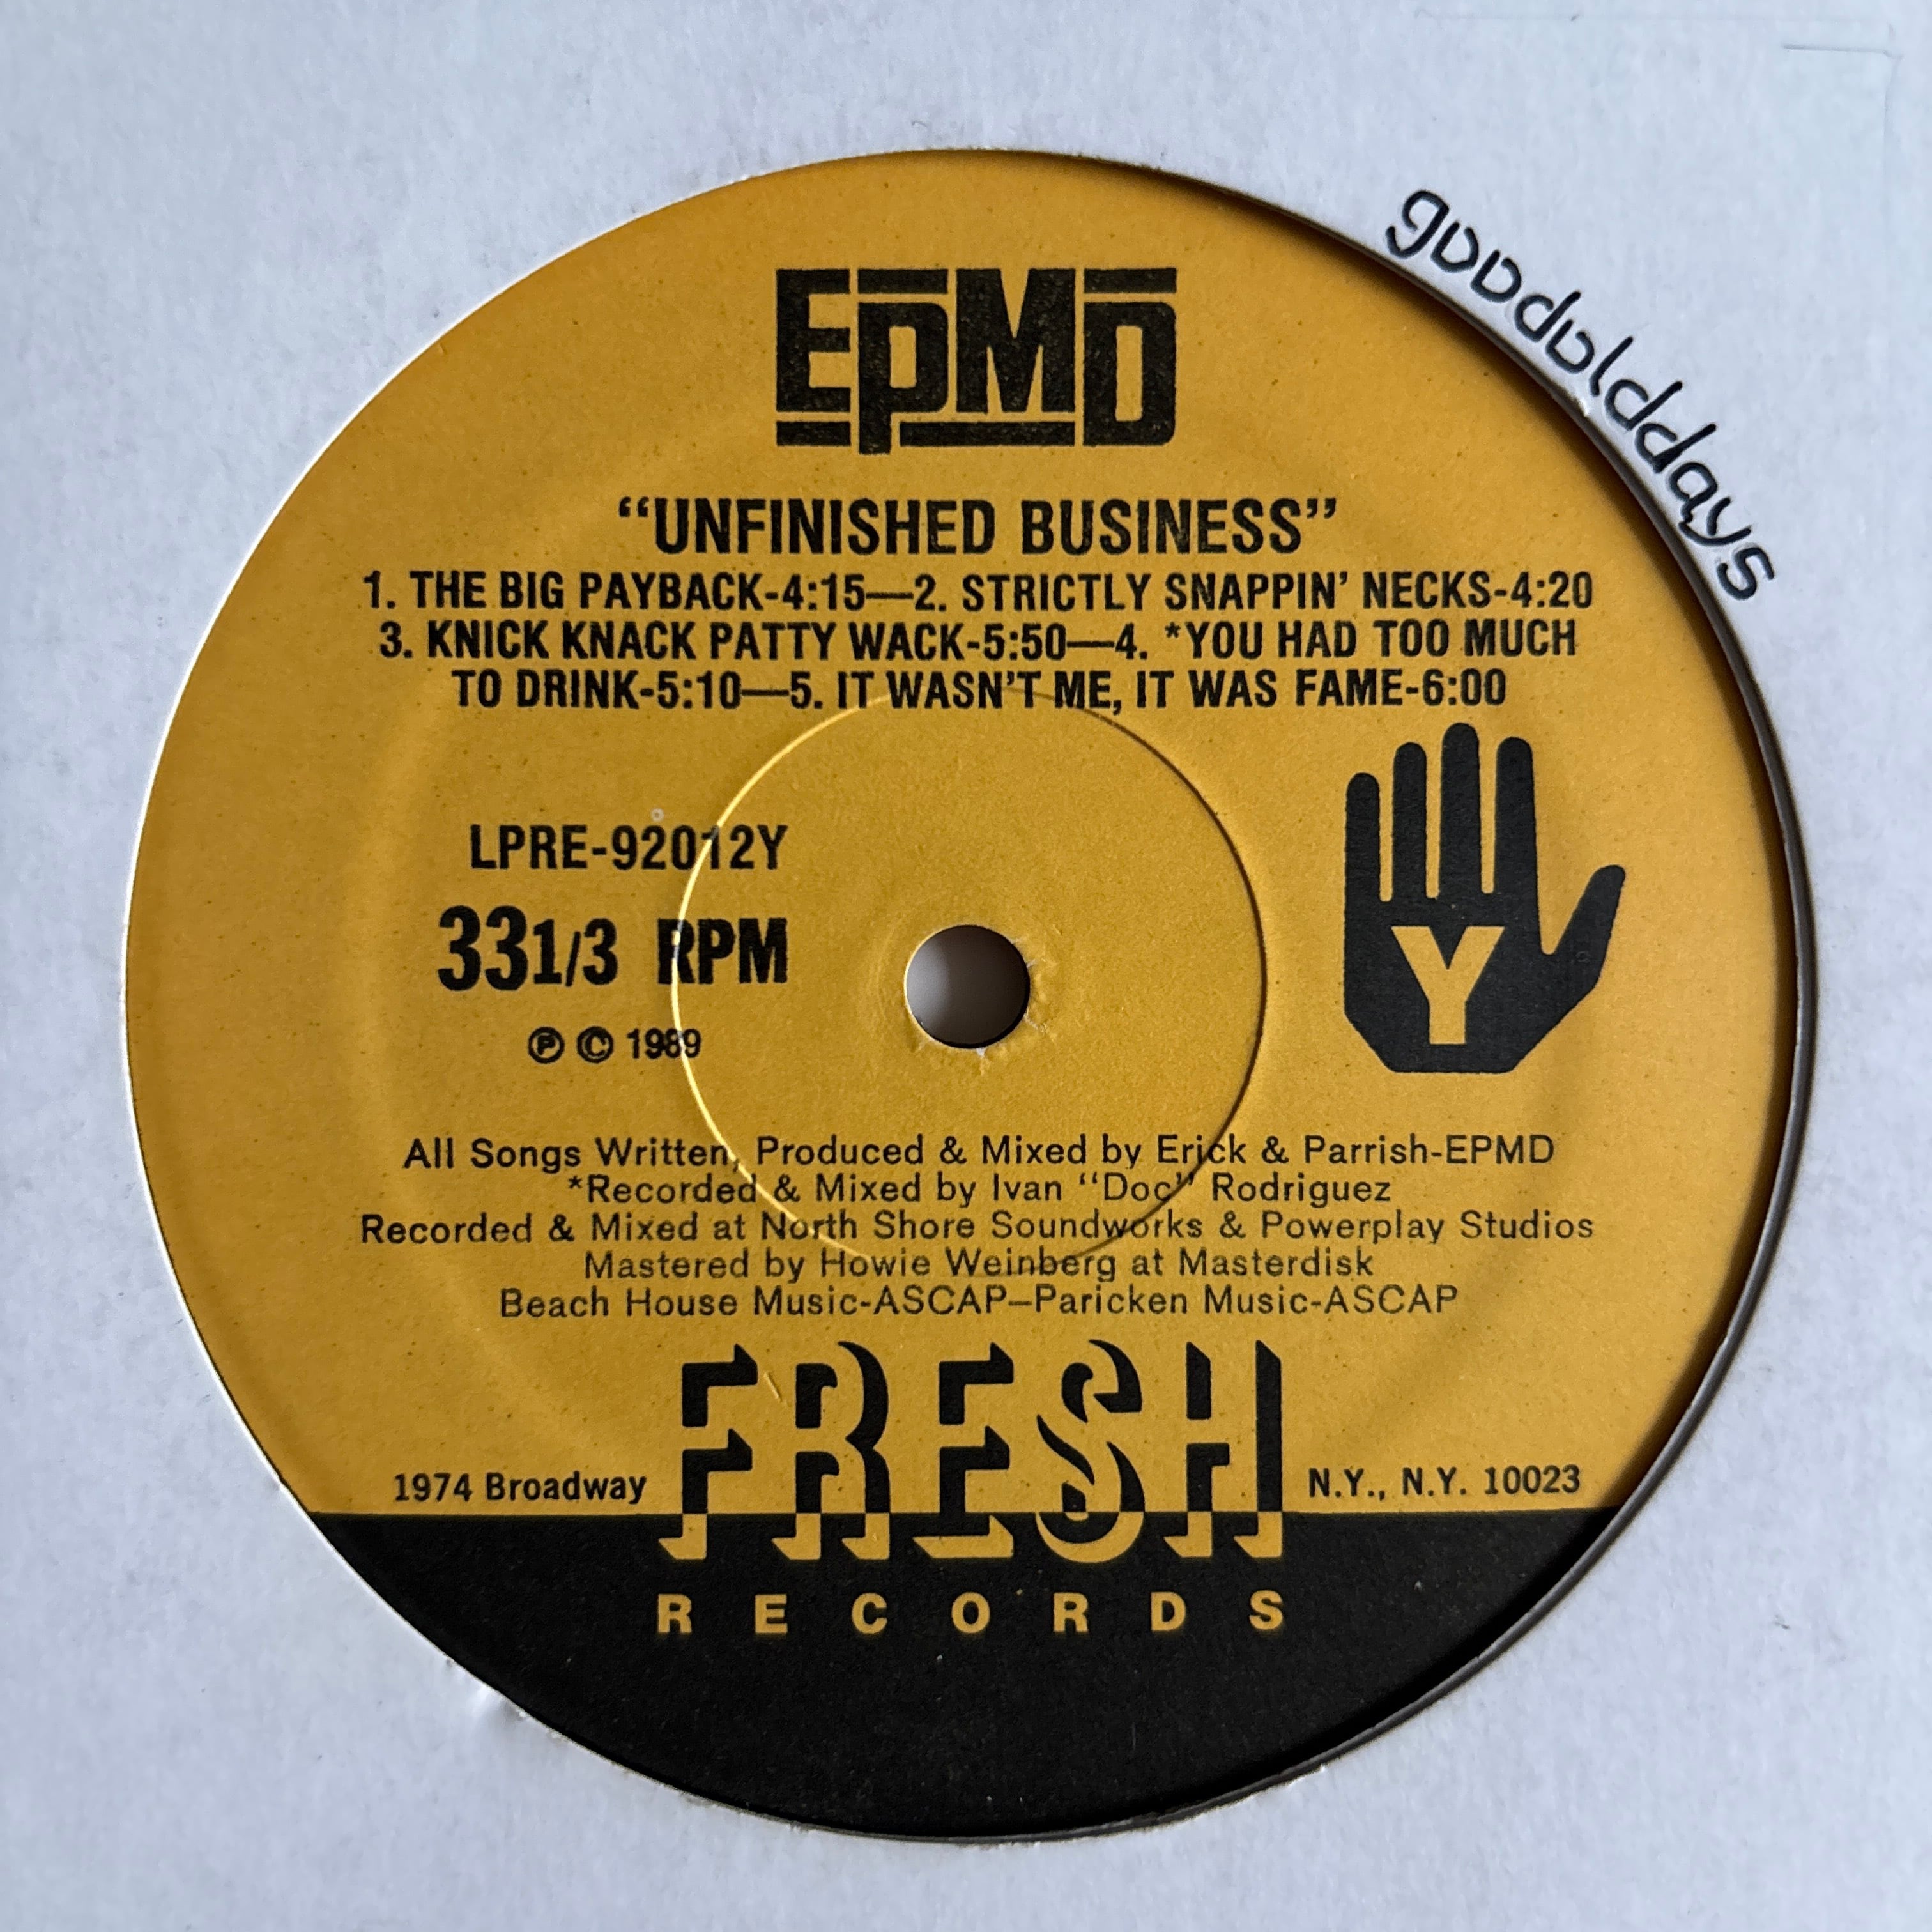 EPMD
goodolddays
“UNFINISHED BUSINESS”
1. THE BIG PAYBACK-4:15—2. STRICTLY SNAPPIN’ NECKS-4:20
3. KNICK KNACK PATTY WACK-5:50—4. *YOU HAD TOO MUCH
TO DRINK-5:10—5. IT WASN’T ME, IT WAS FAME-6:00
LPRE-92012Y
33 1/3 RPM
Ⓟ © 1989
Y
All Songs Written, Produced & Mixed by Erick & Parrish-EPMD
*Recorded & Mixed by Ivan “Doc” Rodriguez
Recorded & Mixed at North Shore Soundworks & Powerplay Studios
Mastered by Howie Weinberg at Masterdisk
Beach House Music-ASCAP–Paricken Music-ASCAP
1974 Broadway FRESH N.Y., N.Y. 10023
RECORDS